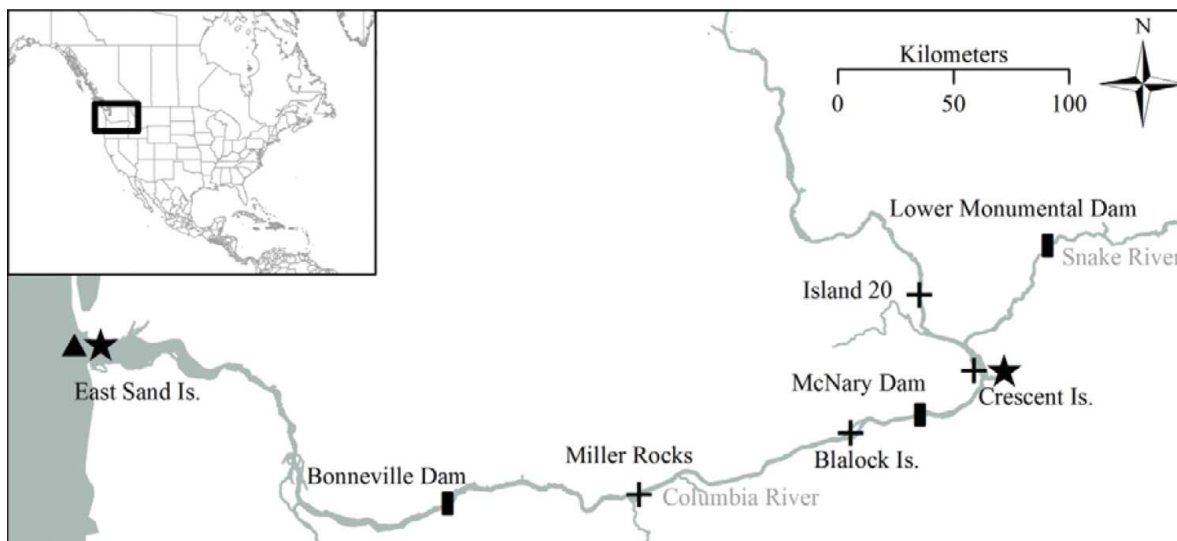 N
Kilometers
0 50 100
Lower Monumental Dam
Snake River
Island 20
McNary Dam
Crescent Is.
East Sand Is.
Blalock Is.
Miller Rocks
Bonneville Dam
Columbia River